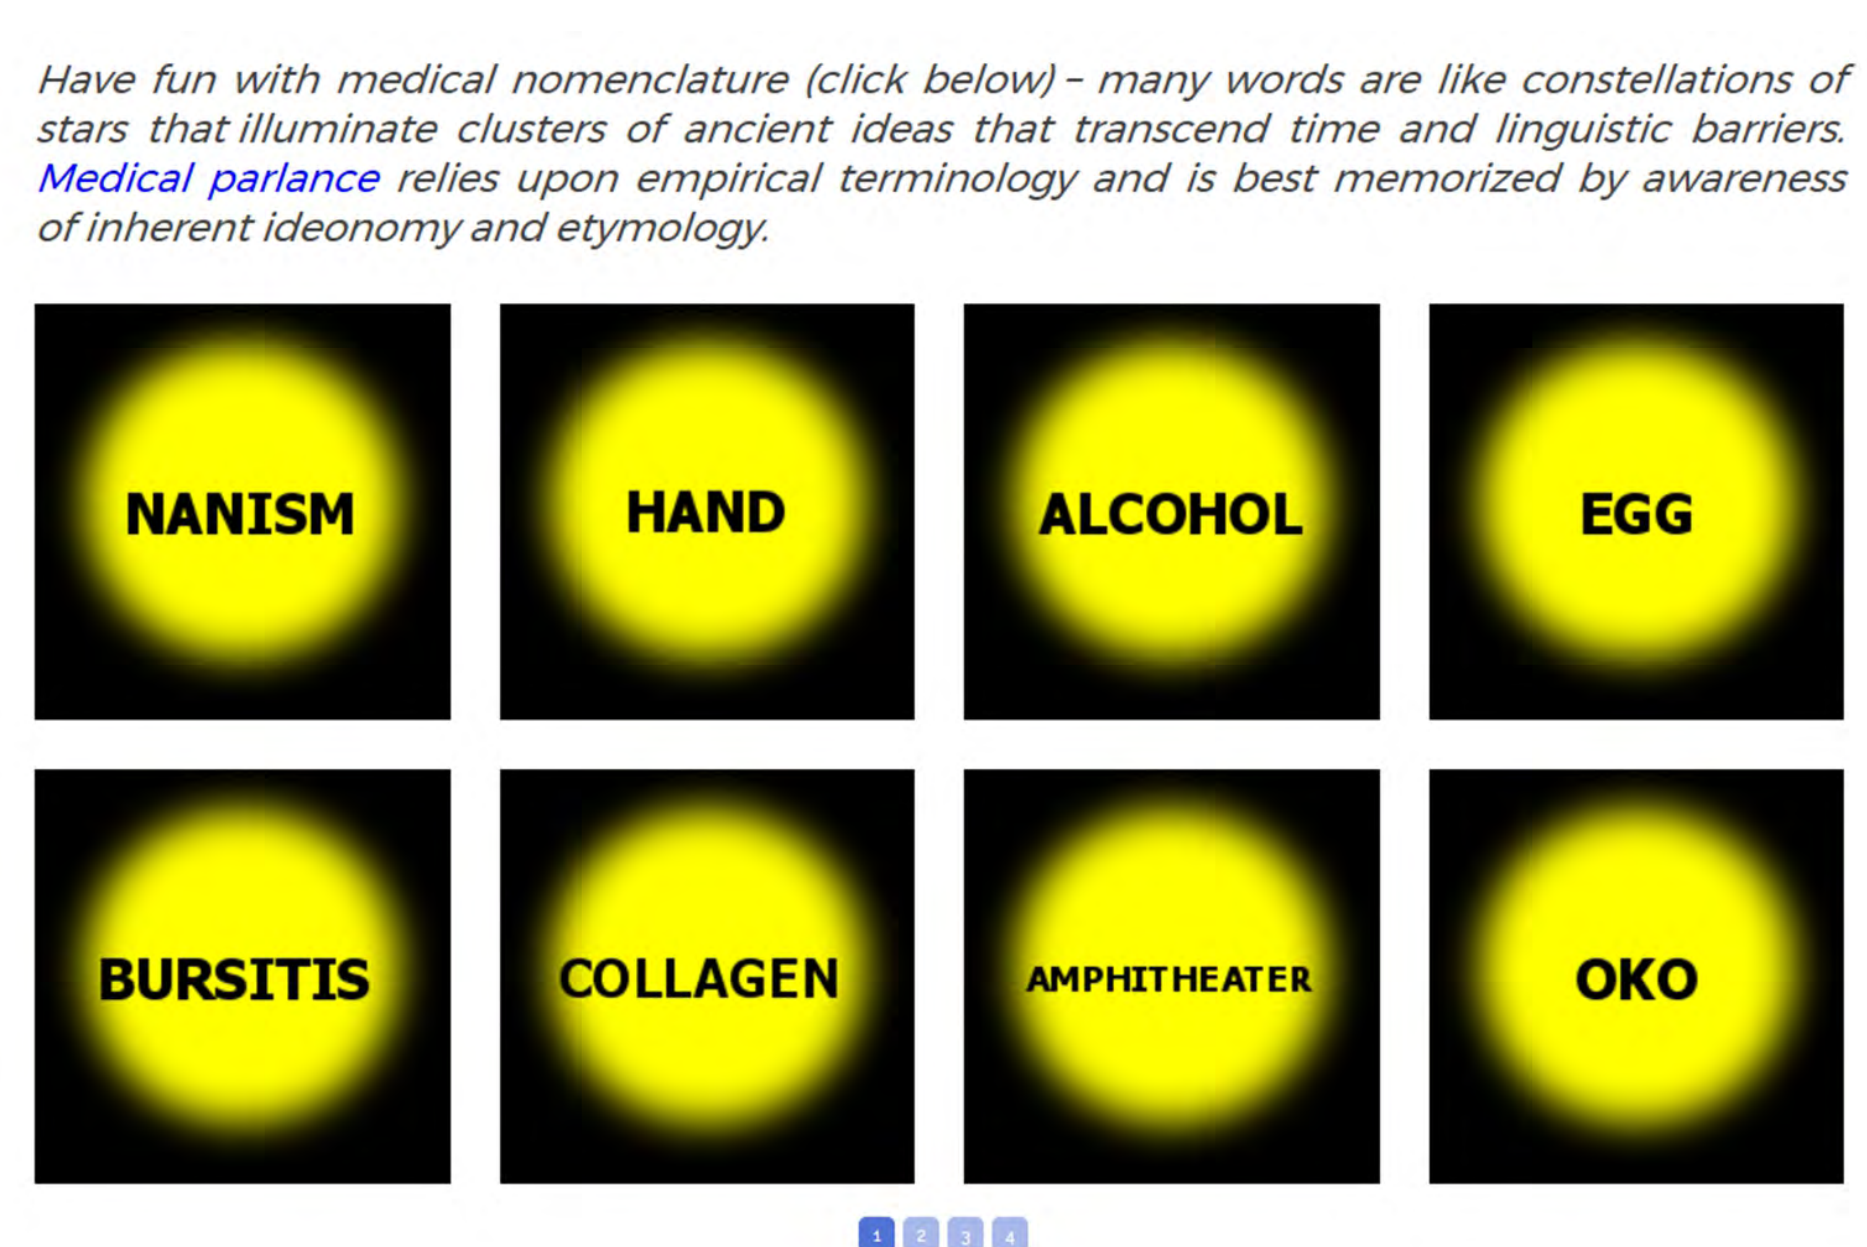 Have fun with medical nomenclature (click below) – many words are like constellations of
stars that illuminate clusters of ancient ideas that transcend time and linguistic barriers.
Medical parlance relies upon empirical terminology and is best memorized by awareness
of inherent ideonomy and etymology.
NANISM
HAND
ALCOHOL
EGG
BURSITIS
COLLAGEN
AMPHITHEATER
OKO
1 2 3 4